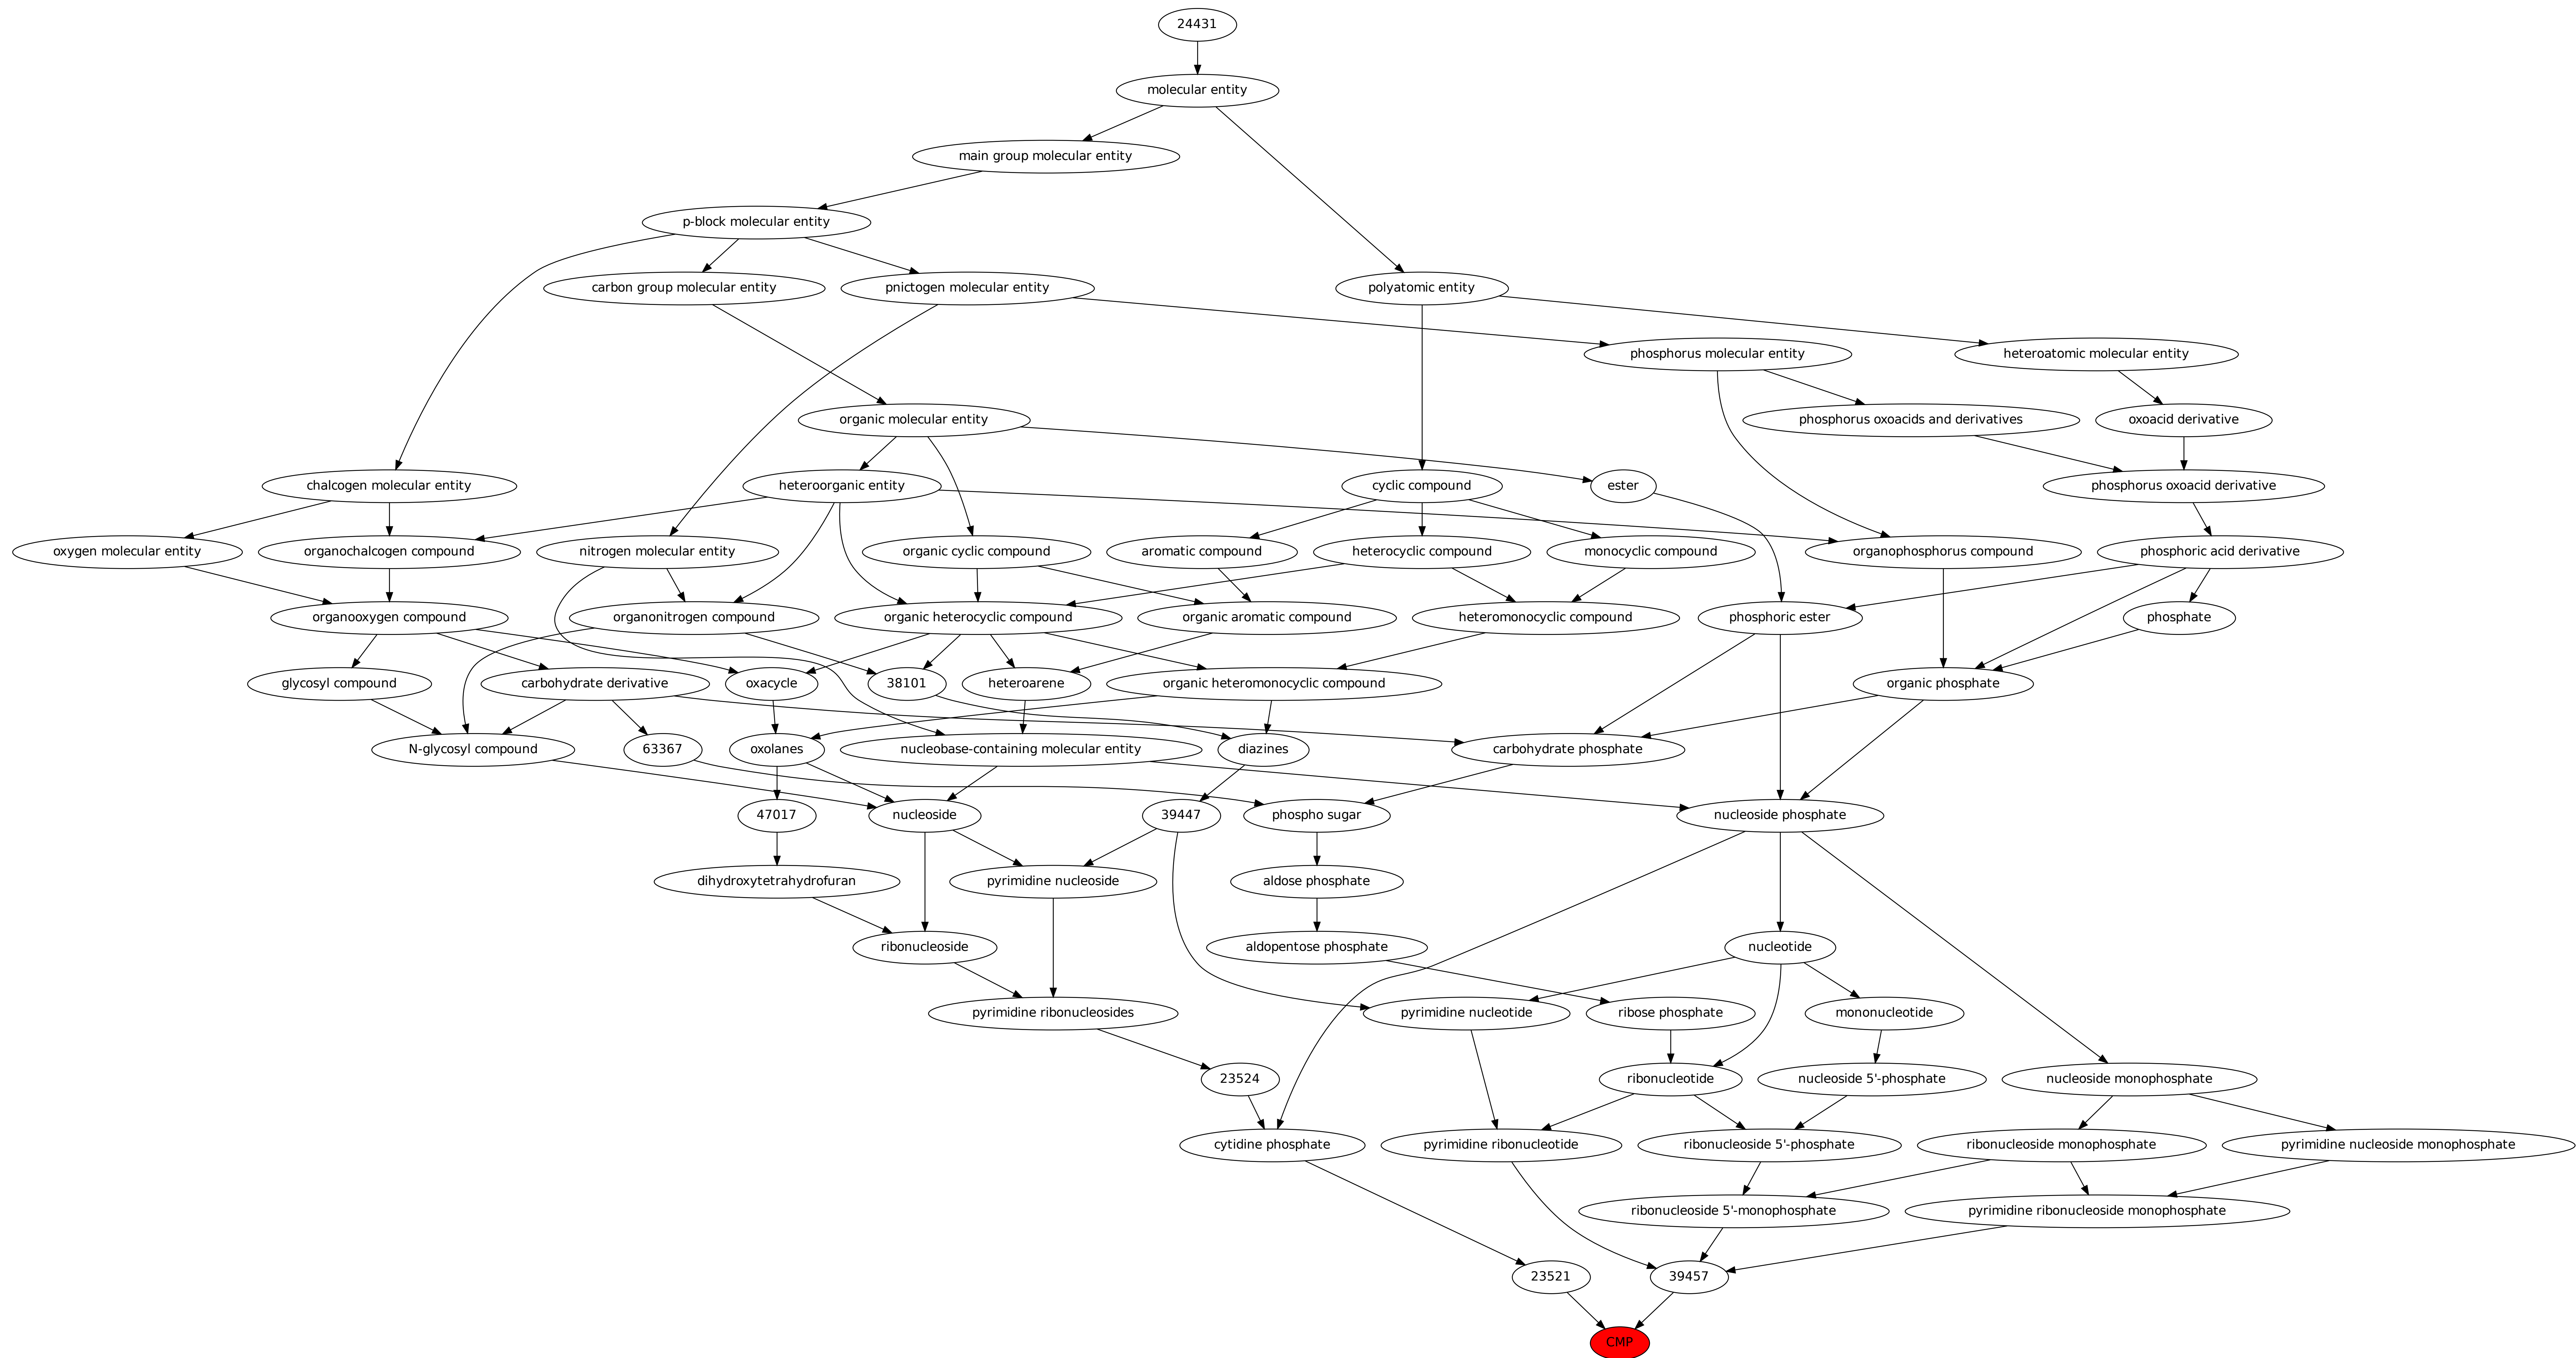 24431
molecular entity
main group molecular entity
p-block molecular entity
carbon group molecular entity
pnictogen molecular entity
polyatomic entity
phosphorus molecular entity
heteroatomic molecular entity
organic molecular entity
phosphorus oxoacids and derivatives
oxoacid derivative
chalcogen molecular entity
heteroorganic entity
cyclic compound
ester
phosphorus oxoacid derivative
oxygen molecular entity
organochalcogen compound
nitrogen molecular entity
organic cyclic compound
aromatic compound
heterocyclic compound
monocyclic compound
organophosphorus compound
phosphoric acid derivative
organooxygen compound
organonitrogen compound
organic heterocyclic compound
organic aromatic compound
heteromonocyclic compound
phosphoric ester
phosphate
glycosyl compound
carbohydrate derivative
oxacycle
38101
heteroarene
organic heteromonocyclic compound
organic phosphate
N-glycosyl compound
63367
oxolanes
nucleobase-containing molecular entity
diazines
carbohydrate phosphate
47017
nucleoside
39447
phospho sugar
nucleoside phosphate
dihydroxytetrahydrofuran
pyrimidine nucleoside
aldose phosphate
ribonucleoside
aldopentose phosphate
nucleotide
pyrimidine ribonucleosides
pyrimidine nucleotide
ribose phosphate
mononucleotide
23524
ribonucleotide
nucleoside 5'-phosphate
nucleoside monophosphate
cytidine phosphate
pyrimidine ribonucleotide
ribonucleoside 5'-phosphate
ribonucleoside monophosphate
pyrimidine nucleoside monophosphate
ribonucleoside 5'-monophosphate
pyrimidine ribonucleoside monophosphate
23521
39457
CMP